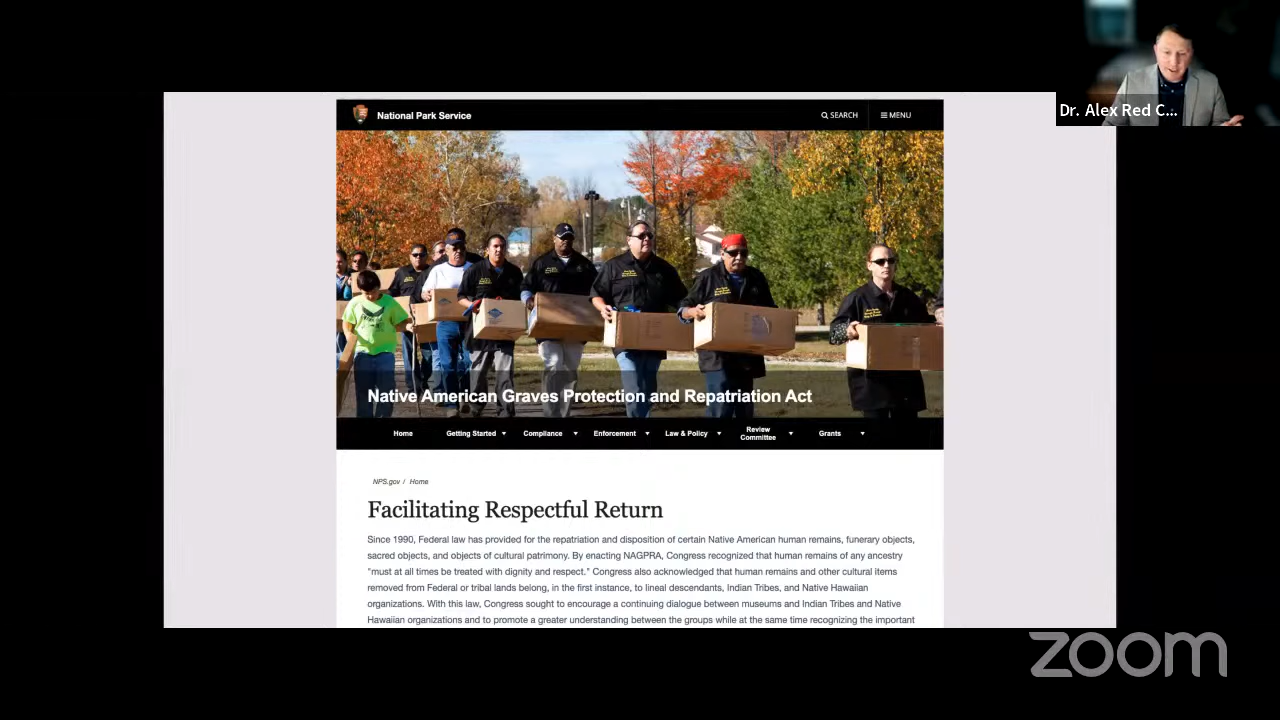 National Park Service
SEARCH
MENU
Dr. Alex Red C...
Native American Graves Protection and Repatriation Act
Home
Getting Started
Compliance
Enforcement
Law & Policy
Review
Committee
Grants
NPS.gov / Home
Facilitating Respectful Return
Since 1990, Federal law has provided for the repatriation and disposition of certain Native American human remains, funerary objects,
sacred objects, and objects of cultural patrimony. By enacting NAGPRA, Congress recognized that human remains of any ancestry
"must at all times be treated with dignity and respect." Congress also acknowledged that human remains and other cultural items
removed from Federal or tribal lands belong, in the first instance, to lineal descendants, Indian Tribes, and Native Hawaiian
organizations. With this law, Congress sought to encourage a continuing dialogue between museums and Indian Tribes and Native
Hawaiian organizations and to promote a greater understanding between the groups while at the same time recognizing the important
zoom